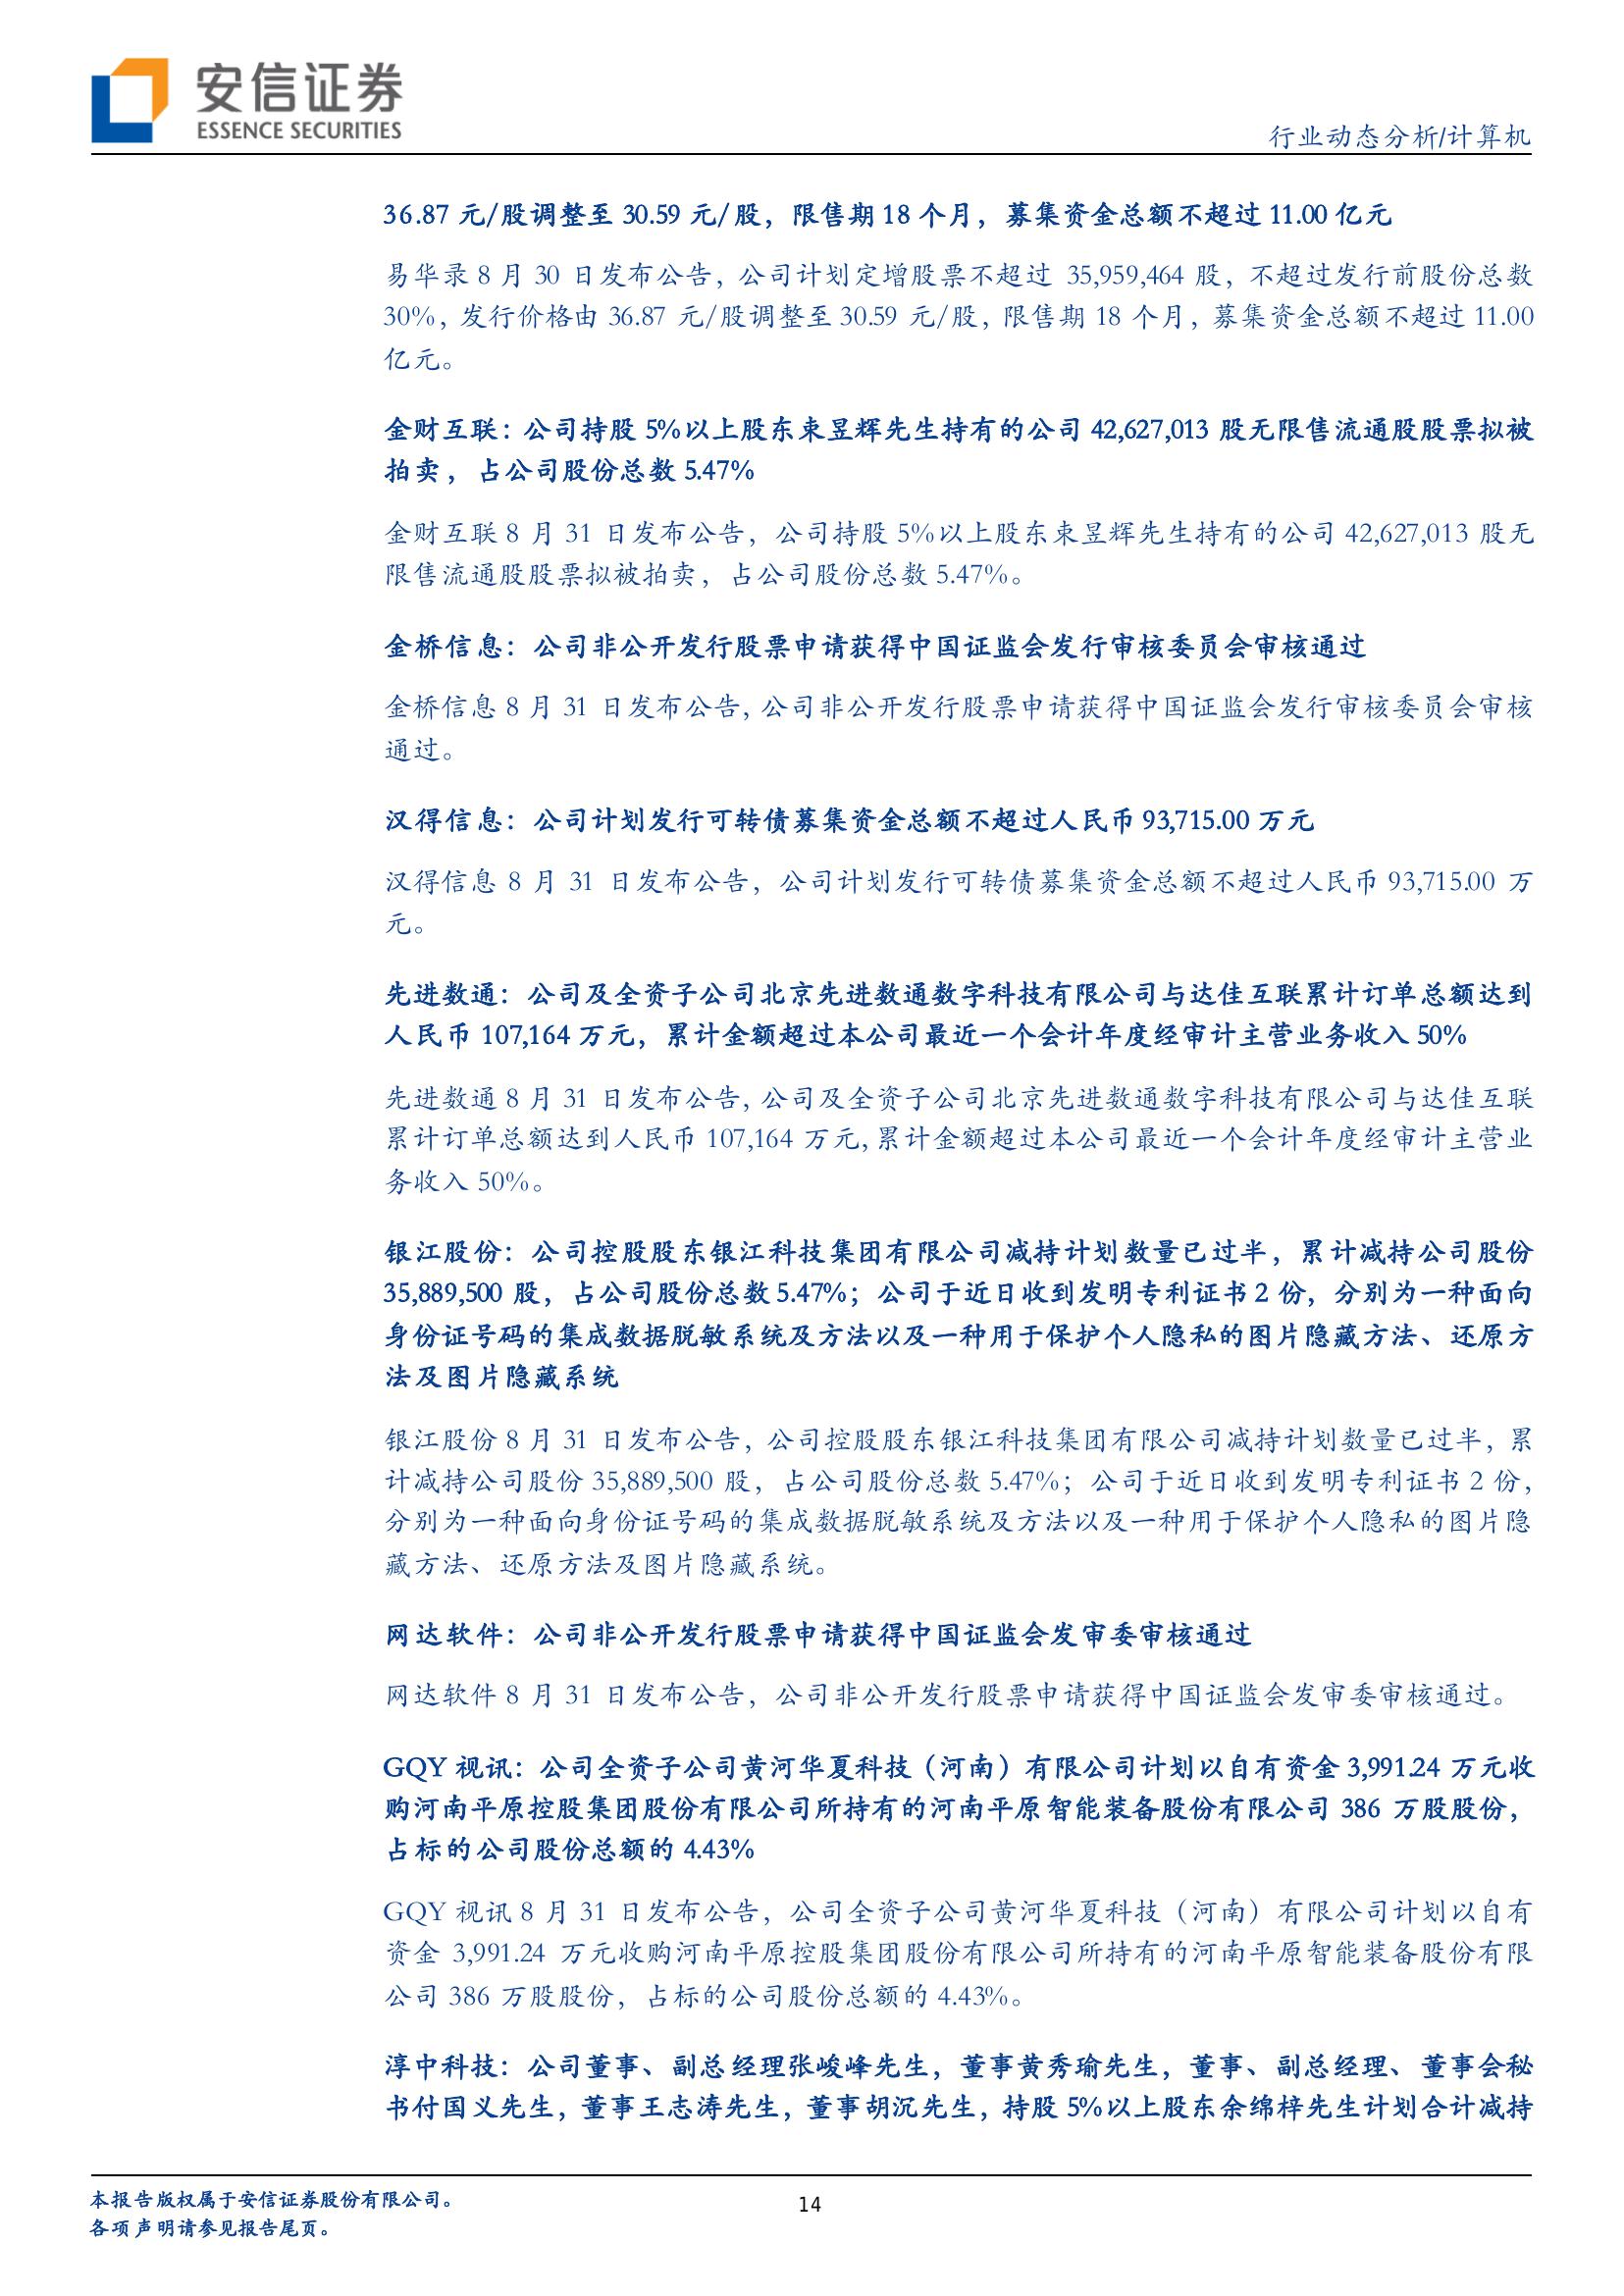 安信证券
ESSENCE SECURITIES
行业动态分析/计算机
36.87 元/股调整至 30.59 元/股，限售期 18 个月，募集资金总额不超过 11.00 亿元
易华录 8 月 30 日发布公告，公司计划定增股票不超过 35,959,464 股，不超过发行前股份总数
30%，发行价格由 36.87 元/股调整至 30.59 元/股，限售期 18 个月，募集资金总额不超过 11.00
亿元。
金财互联：公司持股 5%以上股东束昱辉先生持有的公司 42,627,013 股无限售流通股股票拟被
拍卖，占公司股份总数 5.47%
金财互联 8 月 31 日发布公告，公司持股 5%以上股东束昱辉先生持有的公司 42,627,013 股无
限售流通股股票拟被拍卖，占公司股份总数 5.47%。
金桥信息：公司非公开发行股票申请获得中国证监会发行审核委员会审核通过
金桥信息 8 月 31 日发布公告，公司非公开发行股票申请获得中国证监会发行审核委员会审核
通过。
汉得信息：公司计划发行可转债募集资金总额不超过人民币 93,715.00 万元
汉得信息 8 月 31 日发布公告，公司计划发行可转债募集资金总额不超过人民币 93,715.00 万
元。
先进数通：公司及全资子公司北京先进数通数字科技有限公司与达佳互联累计订单总额达到
人民币 107,164 万元，累计金额超过本公司最近一个会计年度经审计主营业务收入 50%
先进数通 8 月 31 日发布公告，公司及全资子公司北京先进数通数字科技有限公司与达佳互联
累计订单总额达到人民币 107,164 万元，累计金额超过本公司最近一个会计年度经审计主营业
务收入 50%。
银江股份：公司控股股东银江科技集团有限公司减持计划数量已过半，累计减持公司股份
35,889,500 股，占公司股份总数 5.47%；公司于近日收到发明专利证书 2 份，分别为一种面向
身份证号码的集成数据脱敏系统及方法以及一种用于保护个人隐私的图片隐藏方法、还原方
法及图片隐藏系统
银江股份 8 月 31 日发布公告，公司控股股东银江科技集团有限公司减持计划数量已过半，累
计减持公司股份 35,889,500 股，占公司股份总数 5.47%；公司于近日收到发明专利证书 2 份，
分别为一种面向身份证号码的集成数据脱敏系统及方法以及一种用于保护个人隐私的图片隐
藏方法、还原方法及图片隐藏系统。
网达软件：公司非公开发行股票申请获得中国证监会发审委审核通过
网达软件 8 月 31 日发布公告，公司非公开发行股票申请获得中国证监会发审委审核通过。
GQY 视讯：公司全资子公司黄河华夏科技（河南）有限公司计划以自有资金 3,991.24 万元收
购河南平原控股集团股份有限公司所持有的河南平原智能装备股份有限公司 386 万股股份，
占标的公司股份总额的 4.43%
GQY 视讯 8 月 31 日发布公告，公司全资子公司黄河华夏科技（河南）有限公司计划以自有
资金 3,991.24 万元收购河南平原控股集团股份有限公司所持有的河南平原智能装备股份有限
公司 386 万股股份，占标的公司股份总额的 4.43%。
淳中科技：公司董事、副总经理张峻峰先生，董事黄秀瑜先生，董事、副总经理、董事会秘
书付国义先生，董事王志涛先生，董事胡沉先生，持股 5%以上股东余绵梓先生计划合计减持
本报告版权属于安信证券股份有限公司。
各项声明请参见报告尾页。
14